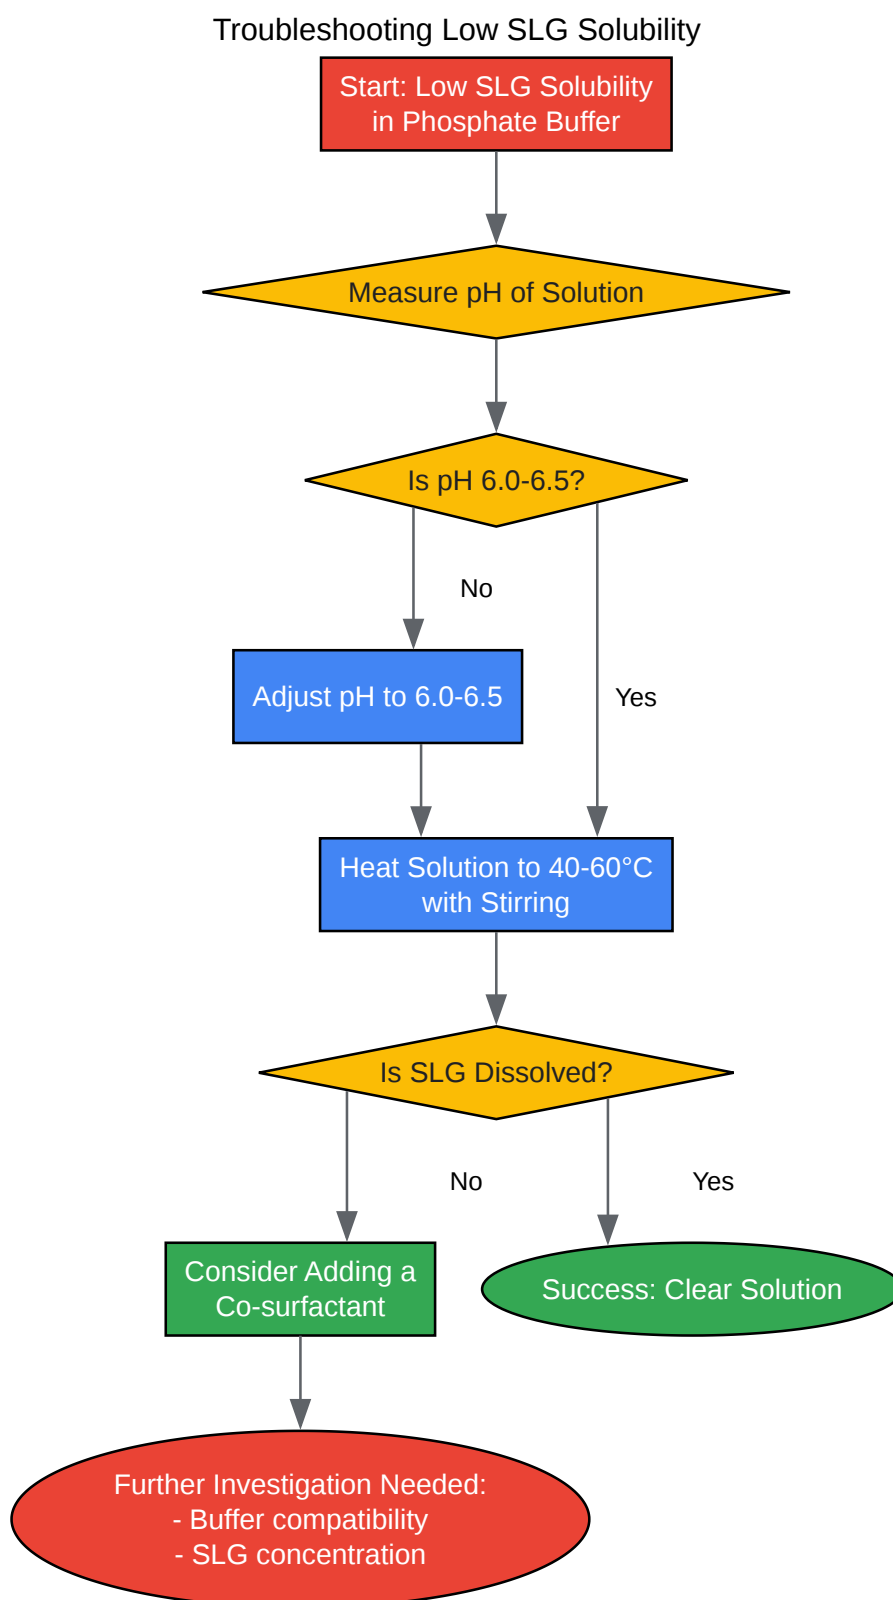 Troubleshooting Low SLG Solubility
Start: Low SLG Solubility
in Phosphate Buffer
Measure pH of Solution
Is pH 6.0-6.5?
No
Adjust pH to 6.0-6.5
Yes
Heat Solution to 40-60°C
with Stirring
Is SLG Dissolved?
No
Yes
Consider Adding a
Co-surfactant
Success: Clear Solution
Further Investigation Needed:
- Buffer compatibility
- SLG concentration